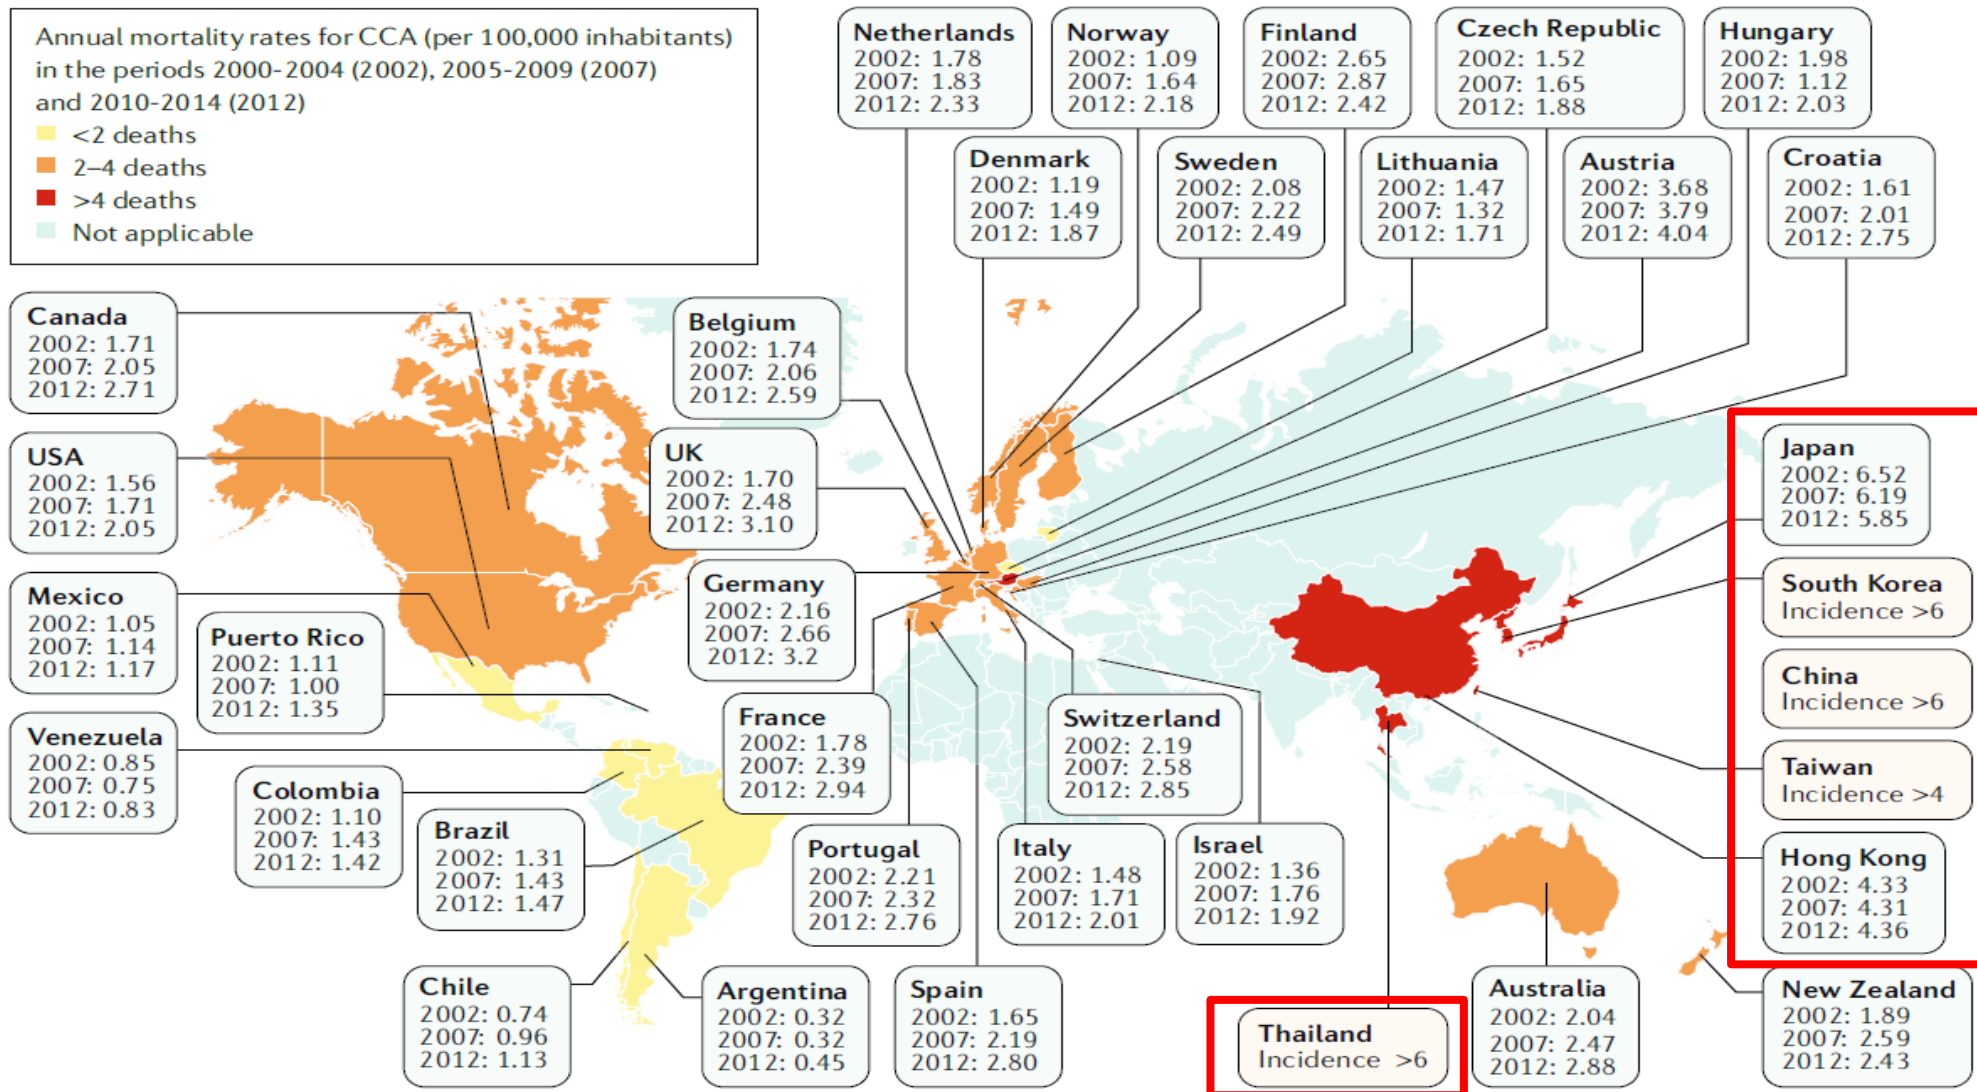 Annual mortality rates for CCA (per 100,000 inhabitants)
in the periods 2000-2004 (2002), 2005-2009 (2007)
and 2010-2014 (2012)
<2 deaths
2–4 deaths
>4 deaths
Not applicable
Netherlands
2002: 1.78
2007: 1.83
2012: 2.33
Norway
2002: 1.09
2007: 1.64
2012: 2.18
Finland
2002: 2.65
2007: 2.87
2012: 2.42
Czech Republic
2002: 1.52
2007: 1.65
2012: 1.88
Hungary
2002: 1.98
2007: 1.12
2012: 2.03
Denmark
2002: 1.19
2007: 1.49
2012: 1.87
Sweden
2002: 2.08
2007: 2.22
2012: 2.49
Lithuania
2002: 1.47
2007: 1.32
2012: 1.71
Austria
2002: 3.68
2007: 3.79
2012: 4.04
Croatia
2002: 1.61
2007: 2.01
2012: 2.75
Canada
2002: 1.71
2007: 2.05
2012: 2.71
Belgium
2002: 1.74
2007: 2.06
2012: 2.59
USA
2002: 1.56
2007: 1.71
2012: 2.05
UK
2002: 1.70
2007: 2.48
2012: 3.10
Japan
2002: 6.52
2007: 6.19
2012: 5.85
Mexico
2002: 1.05
2007: 1.14
2012: 1.17
Puerto Rico
2002: 1.11
2007: 1.00
2012: 1.35
Germany
2002: 2.16
2007: 2.66
2012: 3.2
South Korea
Incidence >6
China
Incidence >6
Venezuela
2002: 0.85
2007: 0.75
2012: 0.83
Colombia
2002: 1.10
2007: 1.43
2012: 1.42
France
2002: 1.78
2007: 2.39
2012: 2.94
Switzerland
2002: 2.19
2007: 2.58
2012: 2.85
Taiwan
Incidence >4
Brazil
2002: 1.31
2007: 1.43
2012: 1.47
Portugal
2002: 2.21
2007: 2.32
2012: 2.76
Italy
2002: 1.48
2007: 1.71
2012: 2.01
Israel
2002: 1.36
2007: 1.76
2012: 1.92
Hong Kong
2002: 4.33
2007: 4.31
2012: 4.36
Chile
2002: 0.74
2007: 0.96
2012: 1.13
Argentina
2002: 0.32
2007: 0.32
2012: 0.45
Spain
2002: 1.65
2007: 2.19
2012: 2.80
Thailand
Incidence >6
Australia
2002: 2.04
2007: 2.47
2012: 2.88
New Zealand
2002: 1.89
2007: 2.59
2012: 2.43